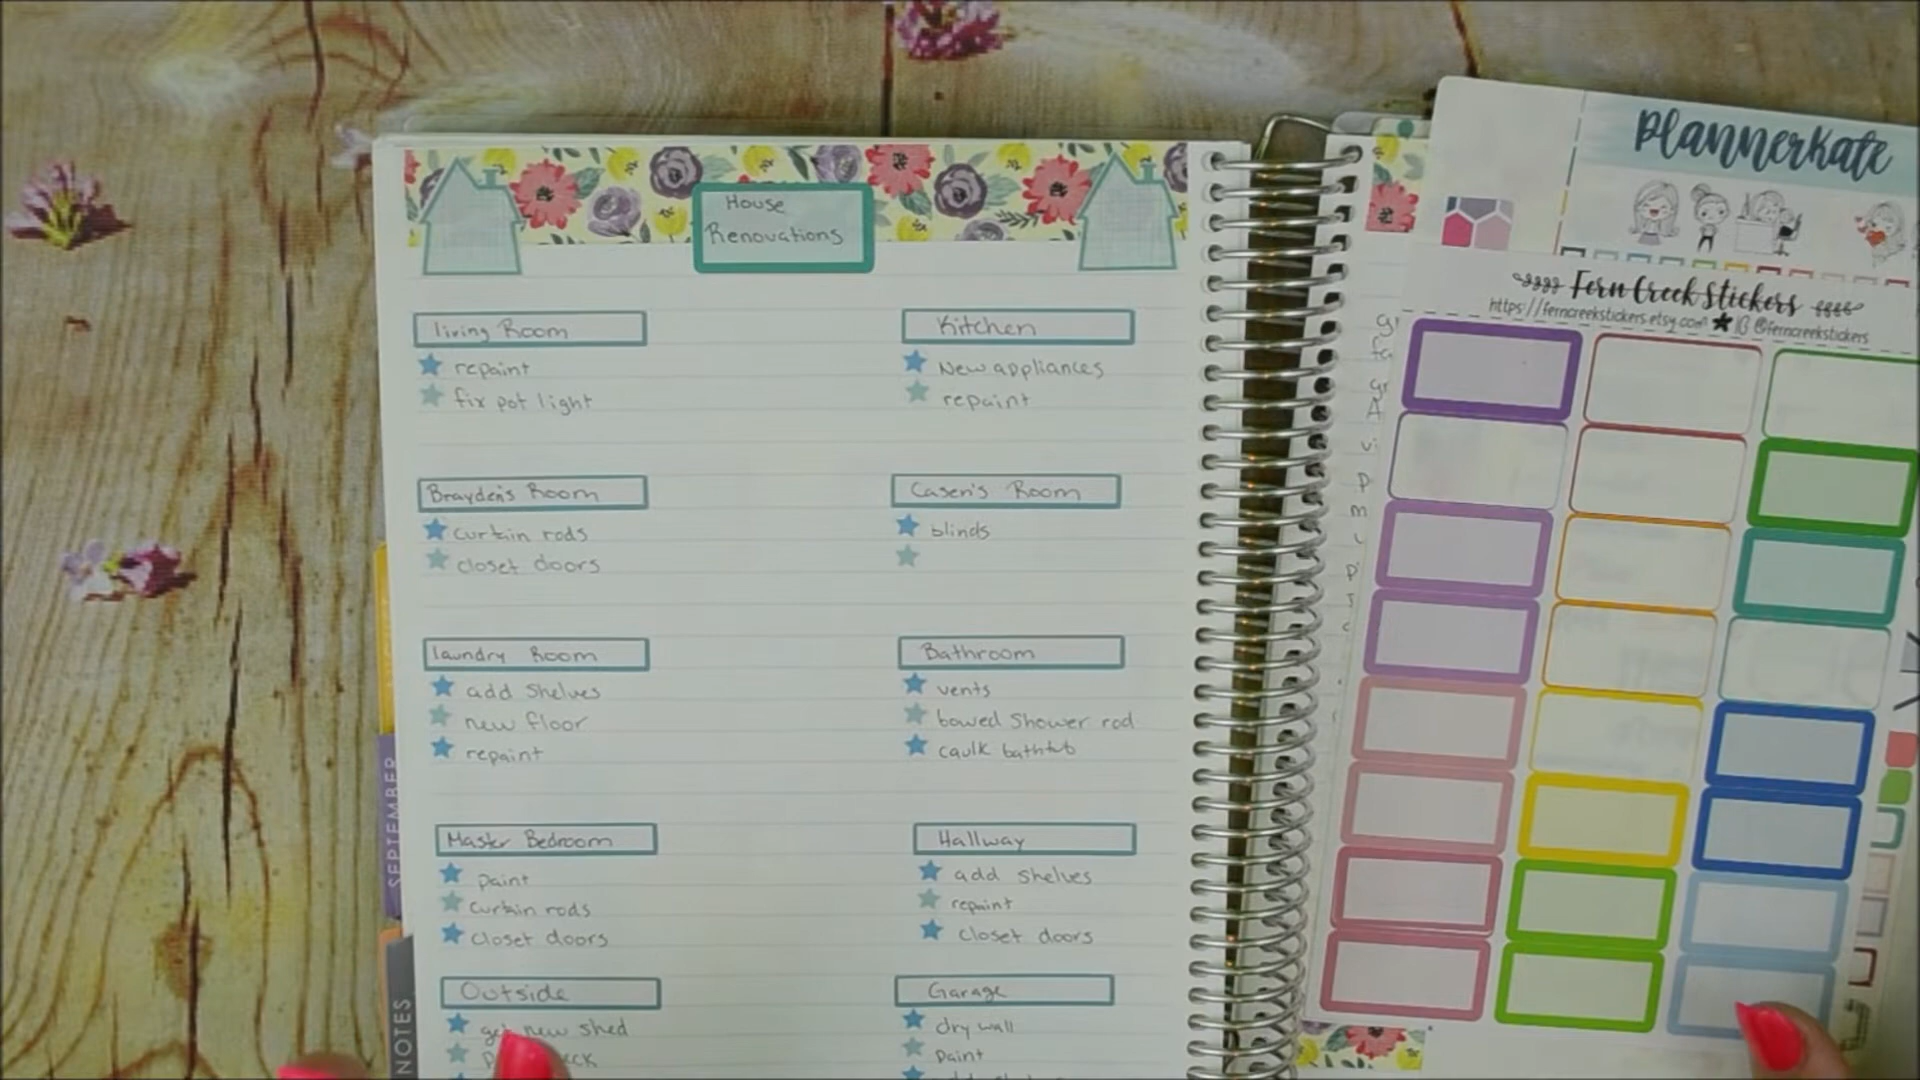 House
Renovations
living Room
repaint
fix pot light
Kitchen
New appliances
repaint
Brayden's Room
curtain rods
closet doors
Casen's Room
blinds
laundry Room
add shelves
new floor
repaint
Bathroom
vents
bowed shower rod
caulk bathtub
Master Bedroom
paint
curtain rods
closet doors
Hallway
add shelves
repaint
closet doors
Outside
get new shed
Garage
dry wall
paint
SEPTEMBER
NOTES
plannerkate
Fern Creek Stickers
https://ferncreekstickers.etsy.com ★ IG @ferncreekstickers